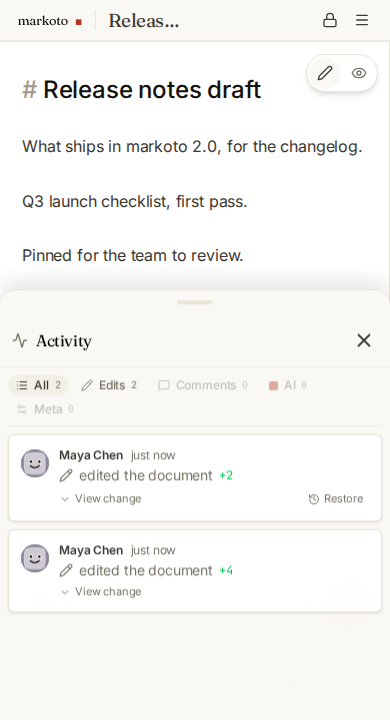 markoto
Releas...
# Release notes draft
What ships in markoto 2.0, for the changelog.
Q3 launch checklist, first pass.
Pinned for the team to review.
Activity
All 2 Edits 2 Comments 0 AI 0
Meta 0
Maya Chen just now
edited the document +2
View change Restore
Maya Chen just now
edited the document +4
View change